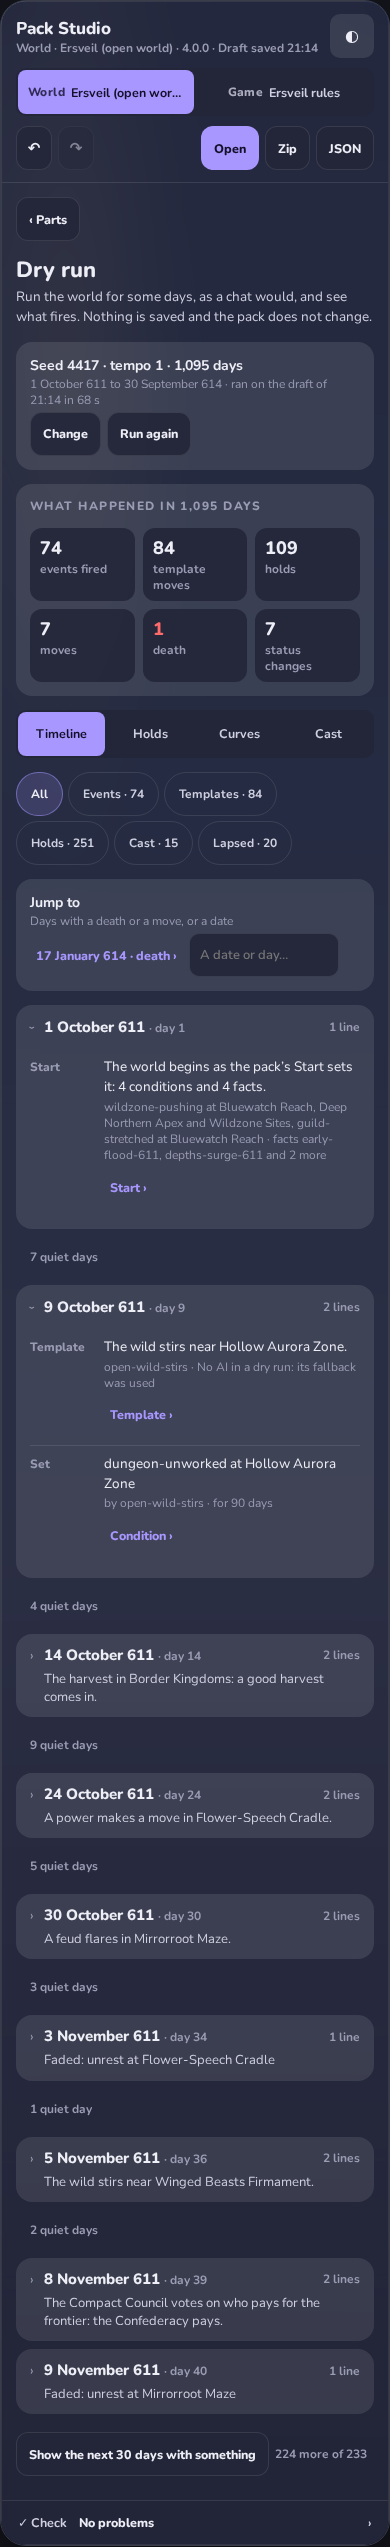 Pack Studio
World · Ersveil (open world) · 4.0.0 · Draft saved 21:14
World Ersveil (open wor...
Game Ersveil rules
Open
Zip
JSON
‹ Parts
Dry run
Run the world for some days, as a chat would, and see
what fires. Nothing is saved and the pack does not change.
Seed 4417 · tempo 1 · 1,095 days
1 October 611 to 30 September 614 · ran on the draft of
21:14 in 68 s
Change
Run again
WHAT HAPPENED IN 1,095 DAYS
74
events fired
84
template
moves
109
holds
7
moves
1
death
7
status
changes
Timeline
Holds
Curves
Cast
All
Events · 74
Templates · 84
Holds · 251
Cast · 15
Lapsed · 20
Jump to
Days with a death or a move, or a date
17 January 614 · death ›
A date or day...
1 October 611 · day 1
1 line
Start
The world begins as the pack's Start sets
it: 4 conditions and 4 facts.
wildzone-pushing at Bluewatch Reach, Deep
Northern Apex and Wildzone Sites, guild-
stretched at Bluewatch Reach · facts early-
flood-611, depths-surge-611 and 2 more
Start ›
7 quiet days
9 October 611 · day 9
2 lines
Template
The wild stirs near Hollow Aurora Zone.
open-wild-stirs · No AI in a dry run: its fallback
was used
Template ›
Set
dungeon-unworked at Hollow Aurora
Zone
by open-wild-stirs · for 90 days
Condition ›
4 quiet days
› 14 October 611 · day 14
2 lines
The harvest in Border Kingdoms: a good harvest
comes in.
9 quiet days
› 24 October 611 · day 24
2 lines
A power makes a move in Flower-Speech Cradle.
5 quiet days
› 30 October 611 · day 30
2 lines
A feud flares in Mirrorroot Maze.
3 quiet days
› 3 November 611 · day 34
1 line
Faded: unrest at Flower-Speech Cradle
1 quiet day
› 5 November 611 · day 36
2 lines
The wild stirs near Winged Beasts Firmament.
2 quiet days
› 8 November 611 · day 39
2 lines
The Compact Council votes on who pays for the
frontier: the Confederacy pays.
› 9 November 611 · day 40
1 line
Faded: unrest at Mirrorroot Maze
Show the next 30 days with something
224 more of 233
✓ Check No problems ›